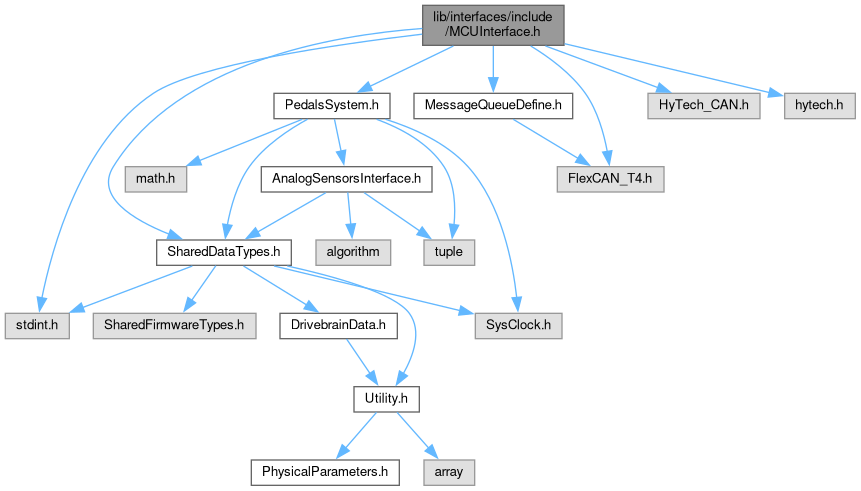 lib/interfaces/include
/MCUInterface.h
PedalsSystem.h
MessageQueueDefine.h
HyTech_CAN.h
hytech.h
math.h
AnalogSensorsInterface.h
FlexCAN_T4.h
SharedDataTypes.h
algorithm
tuple
stdint.h
SharedFirmwareTypes.h
DrivebrainData.h
SysClock.h
Utility.h
PhysicalParameters.h
array